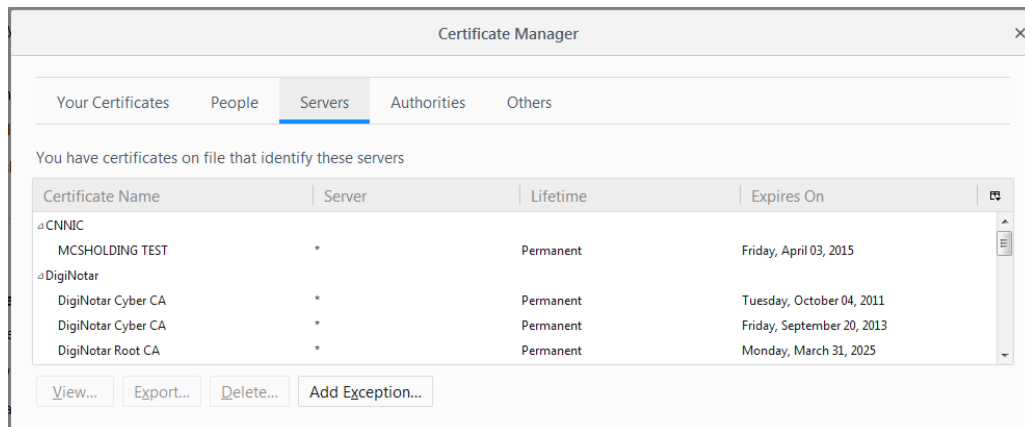 Certificate Manager
Your Certificates People Servers Authorities Others
You have certificates on file that identify these servers
Certificate Name Server Lifetime Expires On
CNNIC
MCSHOLDING TEST * Permanent Friday, April 03, 2015
DigiNotar
DigiNotar Cyber CA * Permanent Tuesday, October 04, 2011
DigiNotar Cyber CA * Permanent Friday, September 20, 2013
DigiNotar Root CA * Permanent Monday, March 31, 2025
View... Export... Delete... Add Exception...